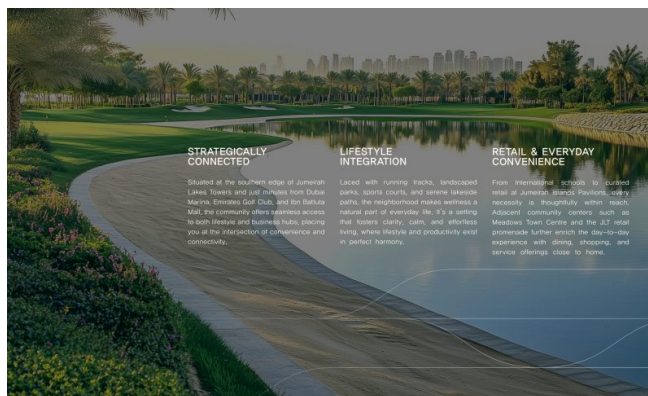 STRATEGICALLY
CONNECTED
Situated at the southern edge of Jumeirah
Lakes Towers and just minutes from Dubai
Marina, Emirates Golf Club, and Ibn Battuta
Mall, the community offers seamless access
to both lifestyle and business hubs, placing
you at the intersection of convenience and
connectivity.
LIFESTYLE
INTEGRATION
Laced with running tracks, landscaped
parks, sports courts, and serene lakeside
paths, the neighborhood makes wellness a
natural part of everyday life. It's a setting
that fosters clarity, calm, and effortless
living, where lifestyle and productivity exist
in perfect harmony.
RETAIL & EVERYDAY
CONVENIENCE
From international schools to curated
retail at Jumeirah Islands Pavilions, every
necessity is thoughtfully within reach.
Adjacent community centers such as
Meadows Town Centre and the JLT retail
promenade further enrich the day-to-day
experience with dining, shopping, and
service offerings close to home.